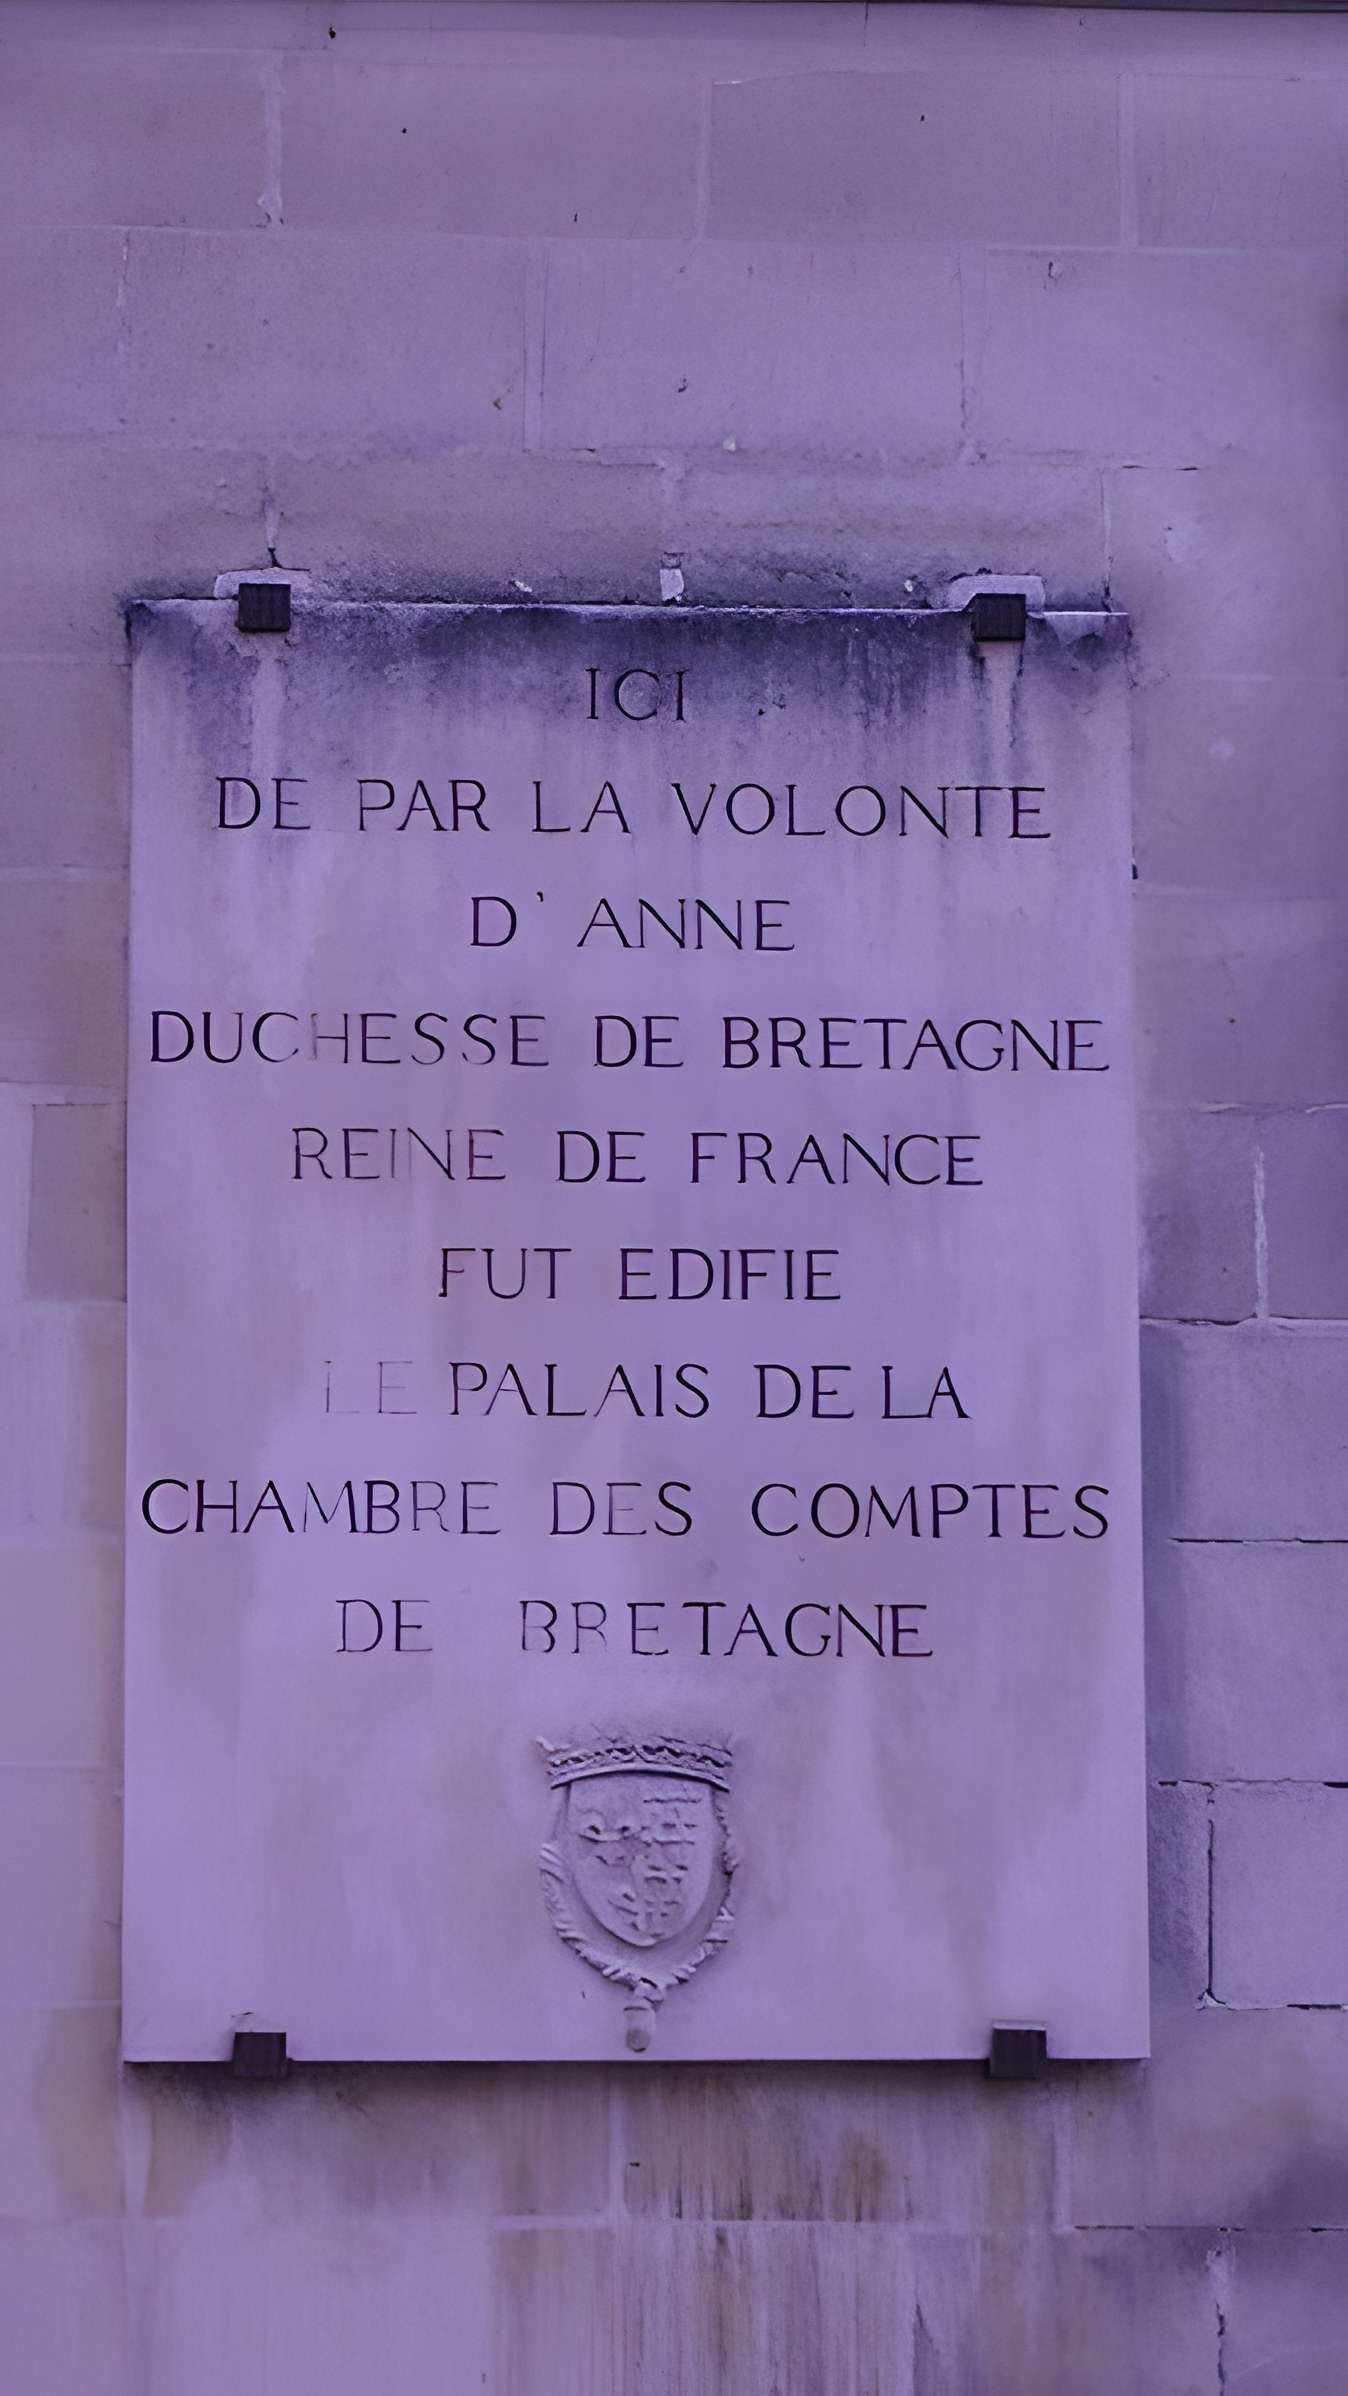 ICI
DE PAR LA VOLONTE
D'ANNE
DUCHESSE DE BRETAGNE
REINE DE FRANCE
FUT EDIFIE
LE PALAIS DE LA
CHAMBRE DES COMPTES
DE BRETAGNE